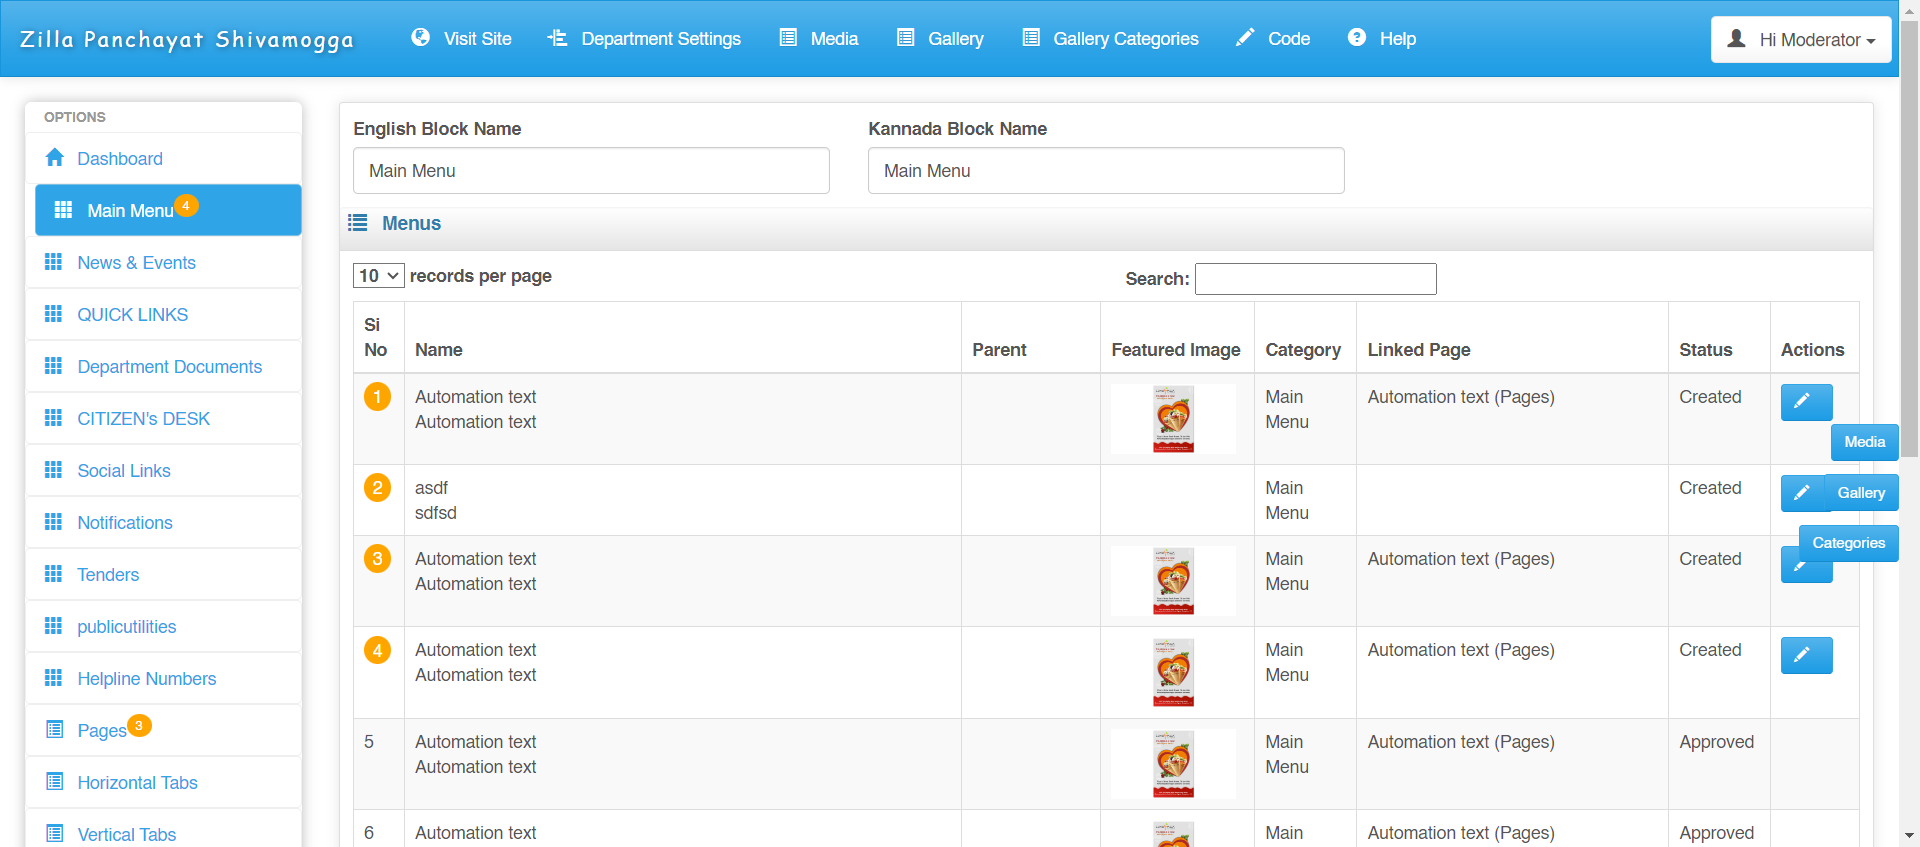 Zilla Panchayat Shivamogga
Visit Site
Department Settings
Media
Gallery
Gallery Categories
Code
Help
Hi Moderator
OPTIONS
Dashboard
Main Menu 4
News & Events
QUICK LINKS
Department Documents
CITIZEN's DESK
Social Links
Notifications
Tenders
publicutilities
Helpline Numbers
Pages 3
Horizontal Tabs
Vertical Tabs
English Block Name
Main Menu
Kannada Block Name
Main Menu
Menus
10 records per page
Search:
Si No Name Parent Featured Image Category Linked Page Status Actions
1 Automation text Main Menu Automation text (Pages) Created
Automation text
2 asdf Main Menu Created
sdfsd
3 Automation text Main Menu Automation text (Pages) Created
Automation text
4 Automation text Main Menu Automation text (Pages) Created
Automation text
5 Automation text Main Menu Automation text (Pages) Approved
Automation text
6 Automation text Main Automation text (Pages) Approved
Media
Gallery
Categories